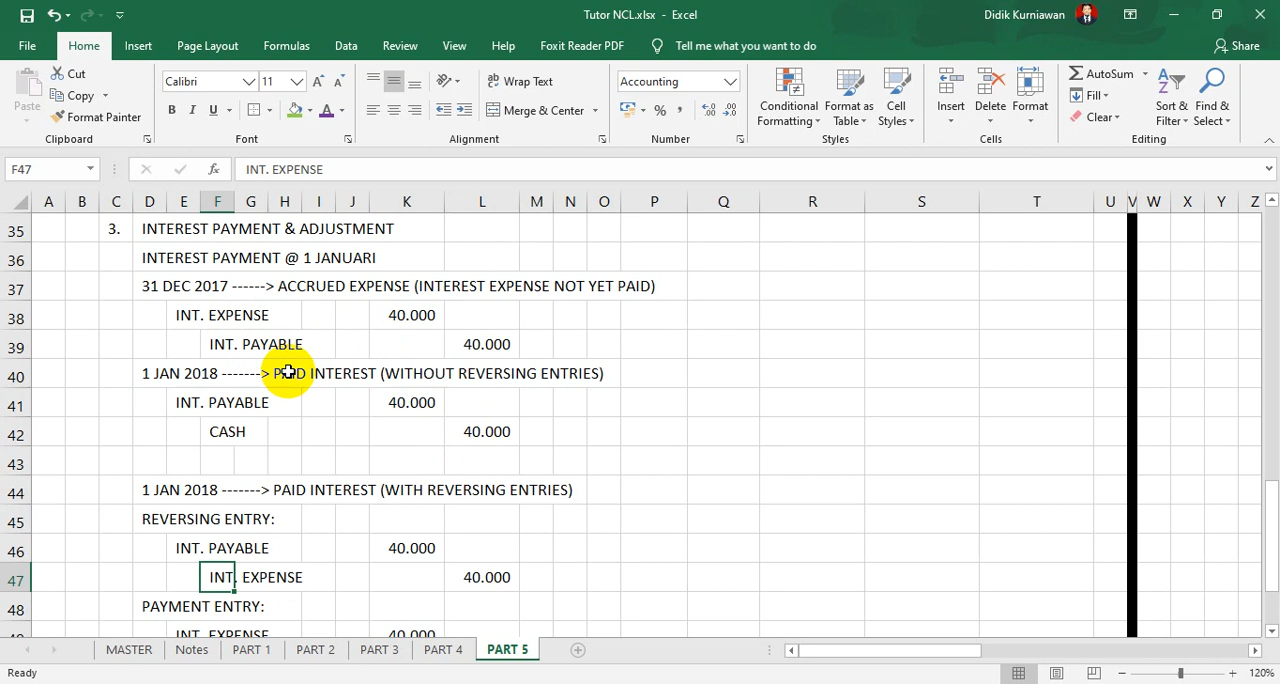 Tutor NCL.xlsx - Excel
Didik Kurniawan
File Home Insert Page Layout Formulas Data Review View Help Foxit Reader PDF Tell me what you want to do Share
Paste Cut Copy Format Painter
Calibri 11
B I U
Wrap Text
Merge & Center
Accounting
%
Conditional Formatting Format as Table Cell Styles
Insert Delete Format
AutoSum Fill Clear
Sort & Filter Find & Select
Clipboard Font Alignment Number Styles Cells Editing
F47 fx INT. EXPENSE
A B C D E F G H I J K L M N O P Q R S T U V W X Y Z
35 3. INTEREST PAYMENT & ADJUSTMENT
36 INTEREST PAYMENT @ 1 JANUARI
37 31 DEC 2017 ------> ACCRUED EXPENSE (INTEREST EXPENSE NOT YET PAID)
38 INT. EXPENSE 40.000
39 INT. PAYABLE 40.000
40 1 JAN 2018 -------> PAID INTEREST (WITHOUT REVERSING ENTRIES)
41 INT. PAYABLE 40.000
42 CASH 40.000
43
44 1 JAN 2018 -------> PAID INTEREST (WITH REVERSING ENTRIES)
45 REVERSING ENTRY:
46 INT. PAYABLE 40.000
47 INT. EXPENSE 40.000
48 PAYMENT ENTRY:
49 INT. EXPENSE 40.000
MASTER Notes PART 1 PART 2 PART 3 PART 4 PART 5
Ready 120%